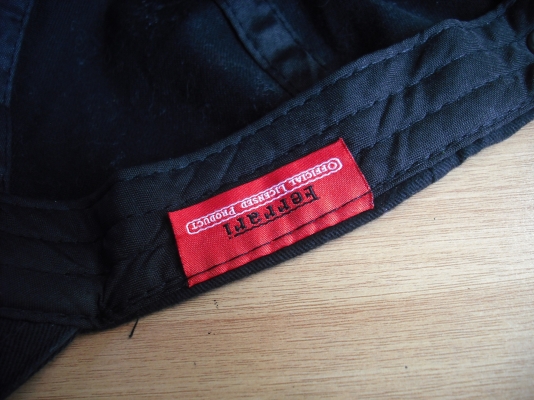 Ferrari
OFFICIAL LICENSED PRODUCT